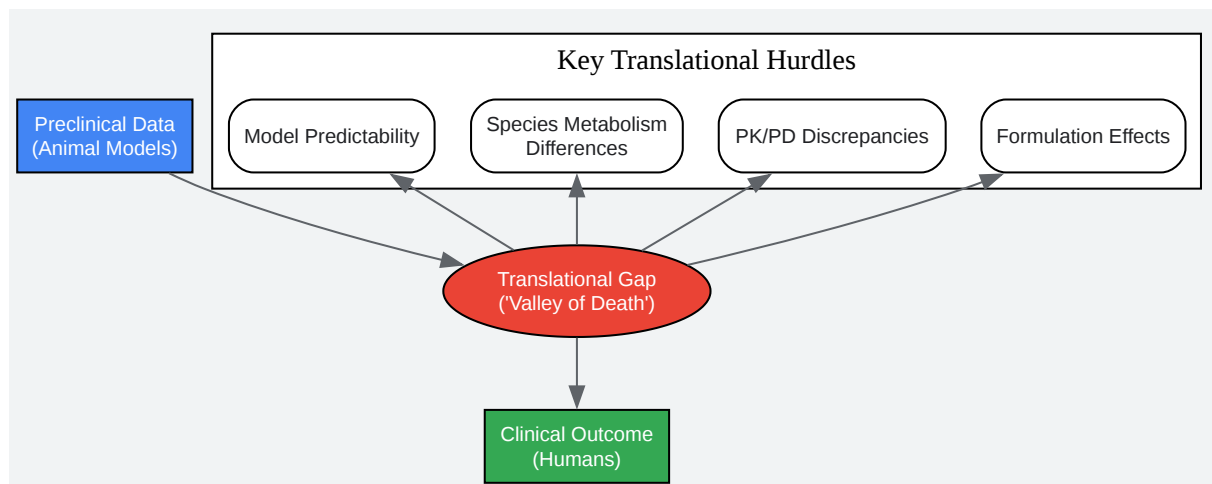 Key Translational Hurdles
Preclinical Data
(Animal Models)
Model Predictability
Species Metabolism
Differences
PK/PD Discrepancies
Formulation Effects
Translational Gap
('Valley of Death')
Clinical Outcome
(Humans)